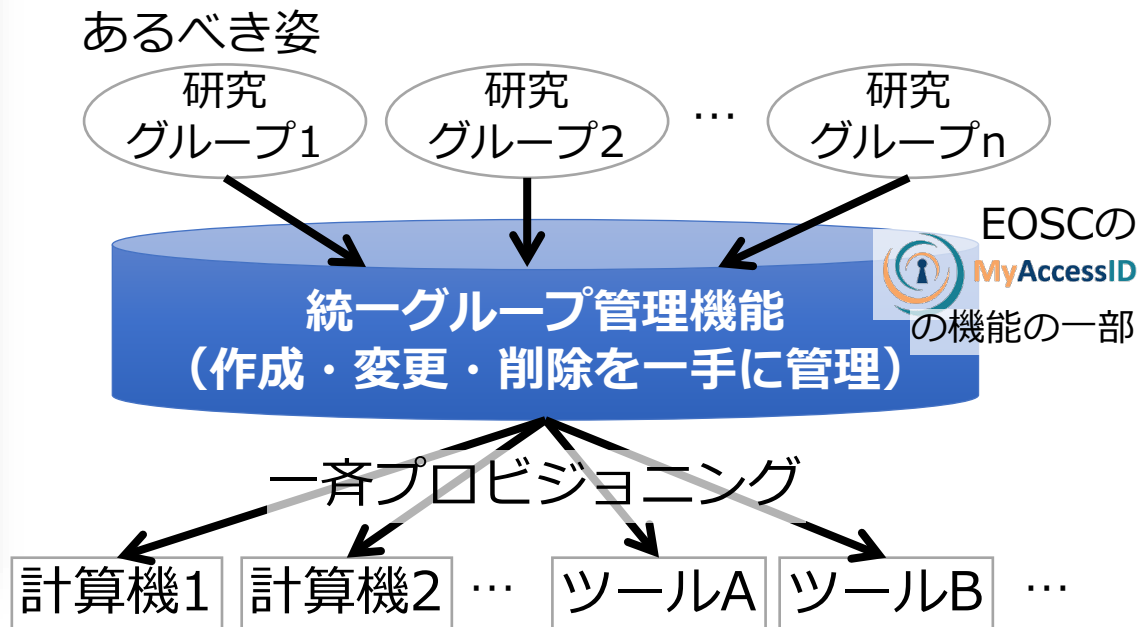 あるべき姿
研究
グループ1
研究
グループ2
…
研究
グループn
EOSCの
MyAccessID
の機能の一部
統一グループ管理機能
（作成・変更・削除を一手に管理）
一斉プロビジョニング
計算機1
計算機2
…
ツールA
ツールB
…